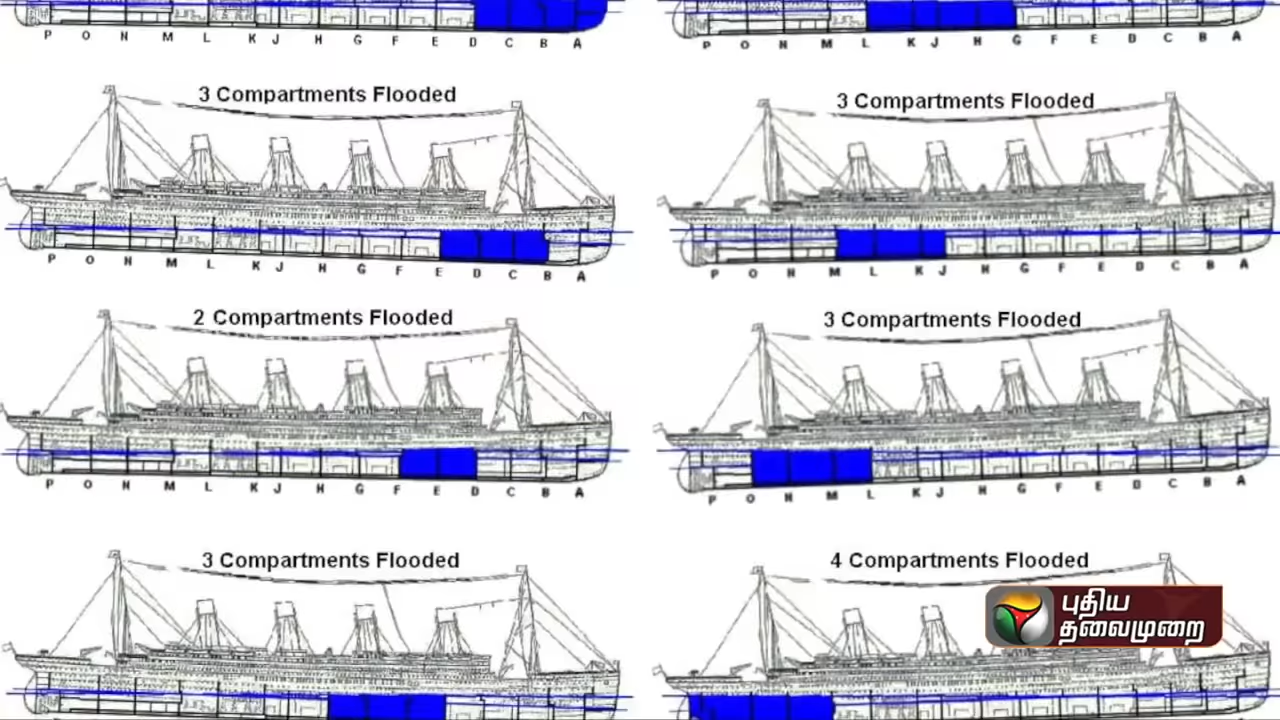 P O N M L K J H G F E D C B A
P O N M L K J H G F E D C B A
3 Compartments Flooded
P O N M L K J H G F E D C B A
3 Compartments Flooded
P O N M L K J H G F E D C B A
2 Compartments Flooded
P O N M L K J H G F E D C B A
3 Compartments Flooded
P O N M L K J H G F E D C B A
3 Compartments Flooded
4 Compartments Flooded
புதிய
தலைமுறை